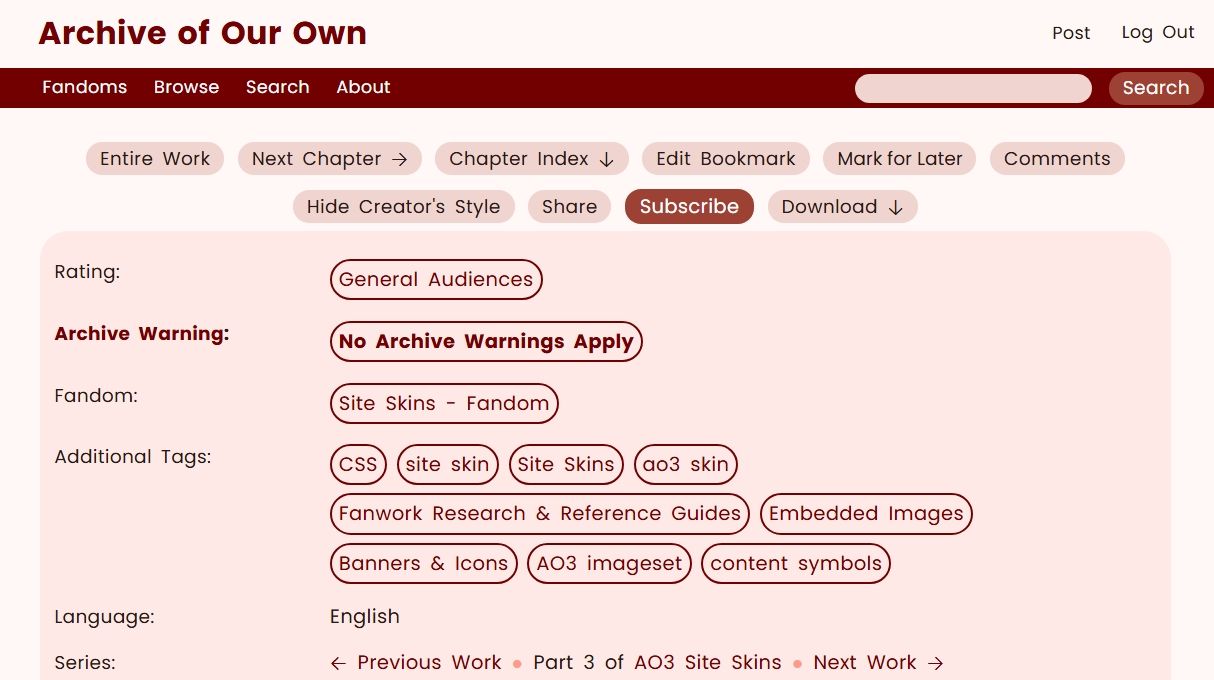 Archive of Our Own
Post Log Out
Fandoms Browse Search About Search
Entire Work Next Chapter → Chapter Index ↓ Edit Bookmark Mark for Later Comments
Hide Creator's Style Share Subscribe Download ↓
Rating: General Audiences
Archive Warning: No Archive Warnings Apply
Fandom: Site Skins - Fandom
Additional Tags: CSS site skin Site Skins ao3 skin
Fanwork Research & Reference Guides Embedded Images
Banners & Icons AO3 imageset content symbols
Language: English
Series: ← Previous Work • Part 3 of AO3 Site Skins • Next Work →